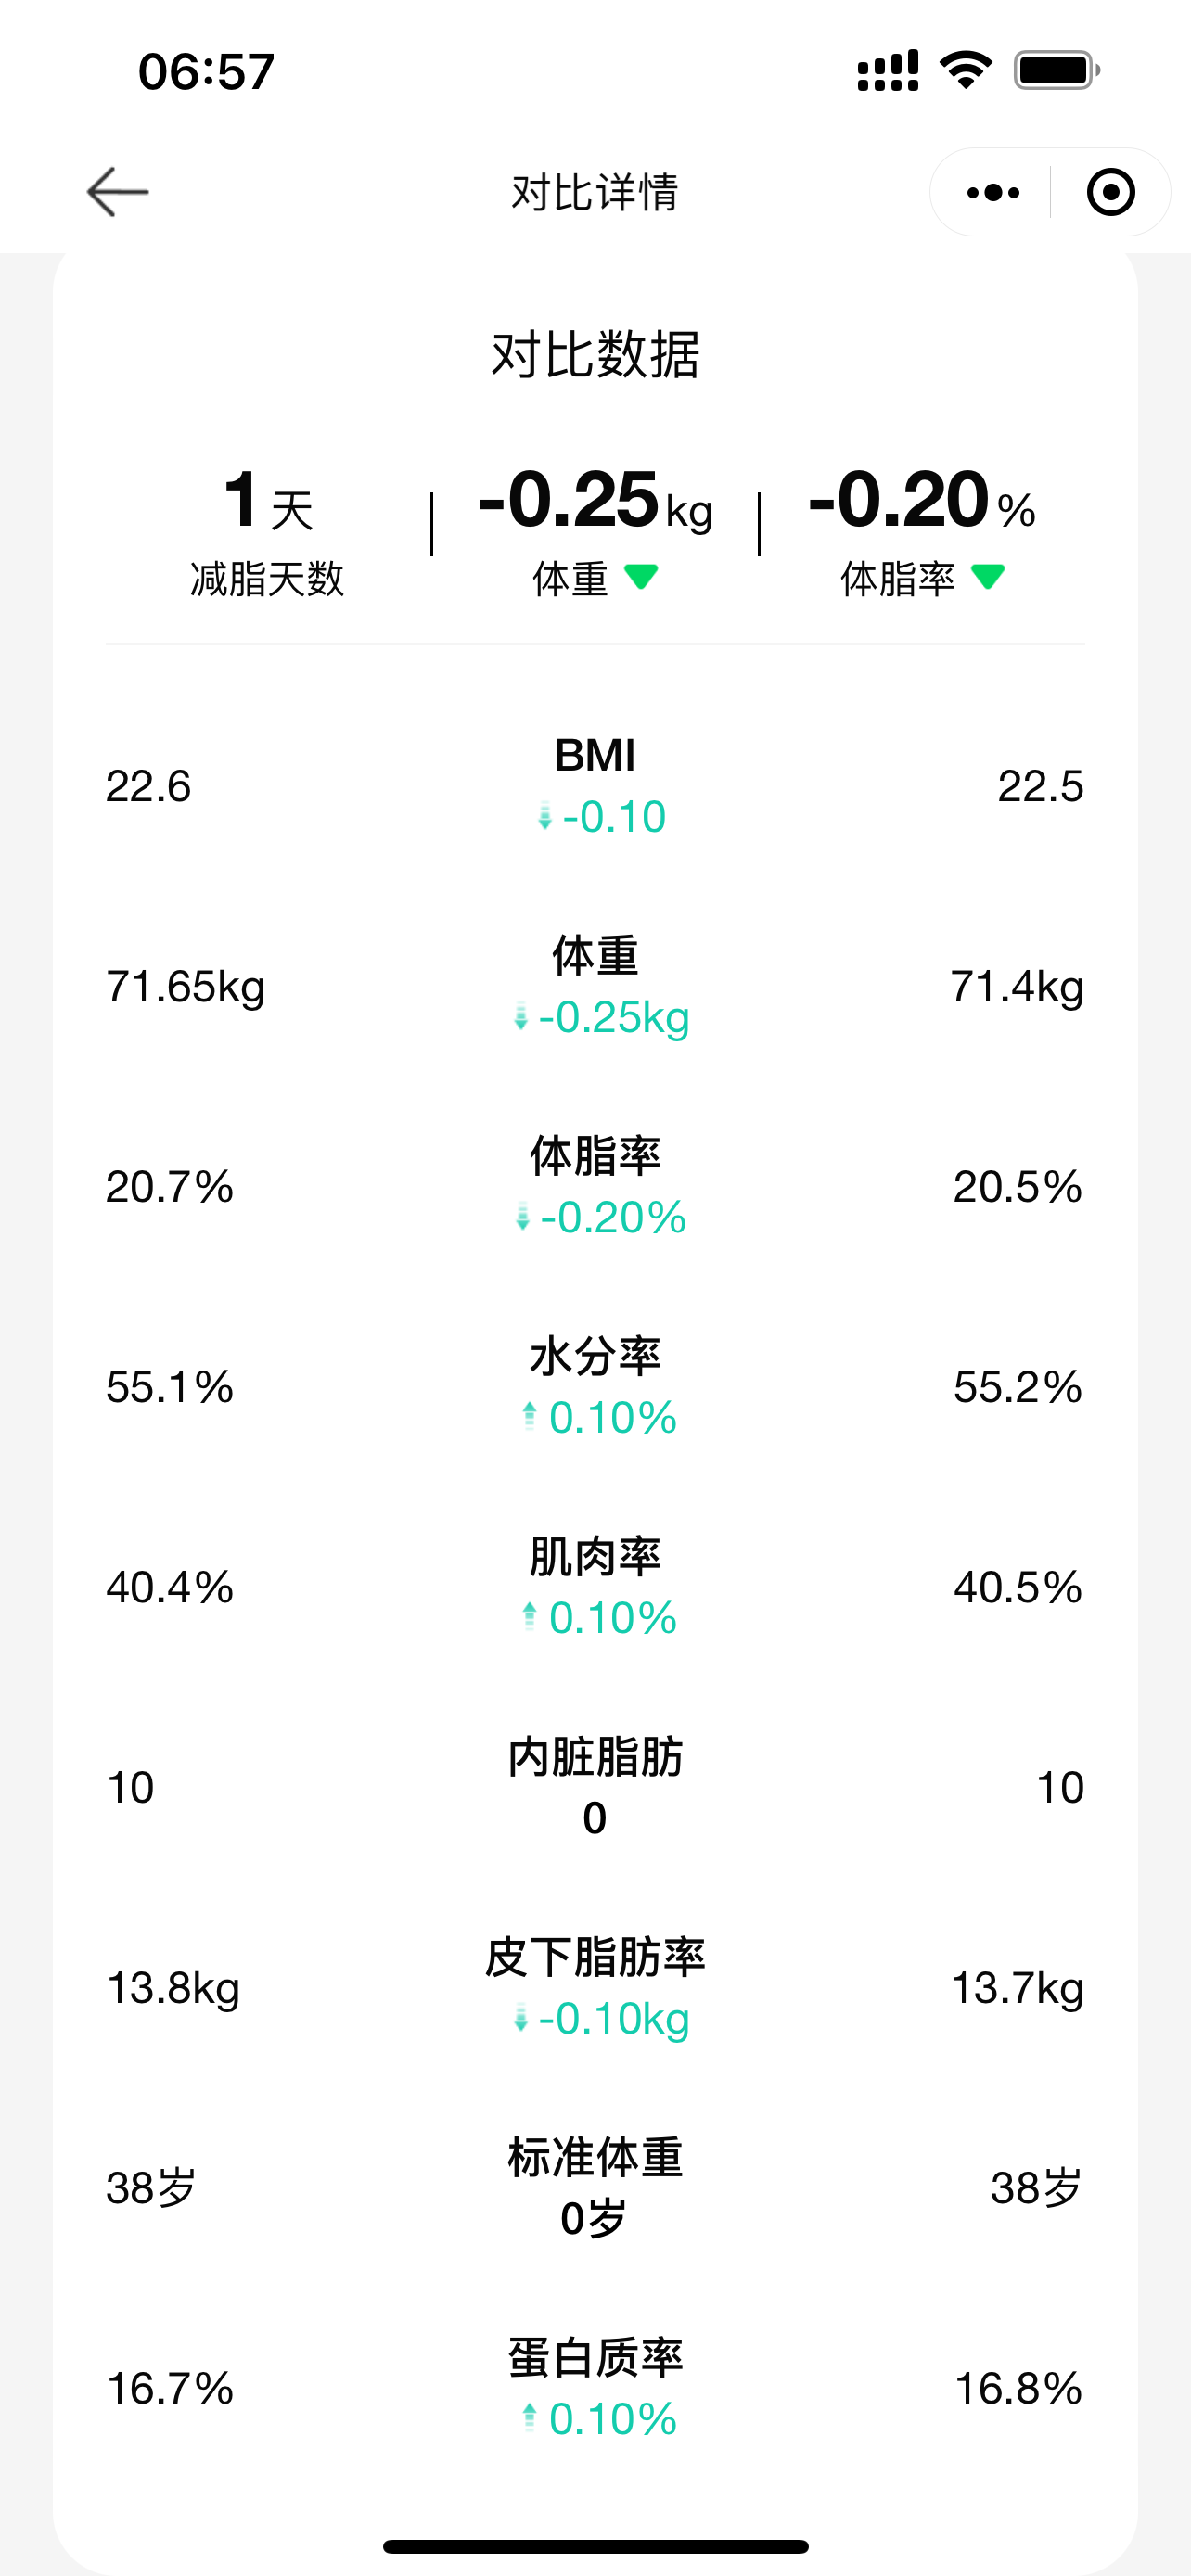 06:57
对比详情
对比数据
1天 -0.25kg -0.20%
减脂天数 体重 体脂率
BMI
22.6 22.5
-0.10
体重
71.65kg 71.4kg
-0.25kg
体脂率
20.7% 20.5%
-0.20%
水分率
55.1% 55.2%
0.10%
肌肉率
40.4% 40.5%
0.10%
内脏脂肪
10 10
0
皮下脂肪率
13.8kg 13.7kg
-0.10kg
标准体重
38岁 38岁
0岁
蛋白质率
16.7% 16.8%
0.10%